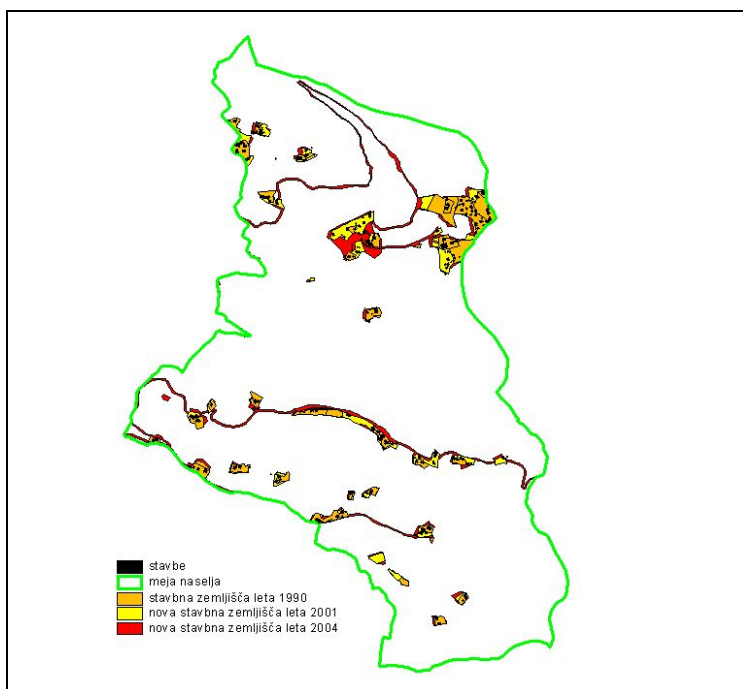 stavbe
meja naselja
stavbna zemljišča leta 1990
nova stavbna zemljišča leta 2001
nova stavbna zemljišča leta 2004